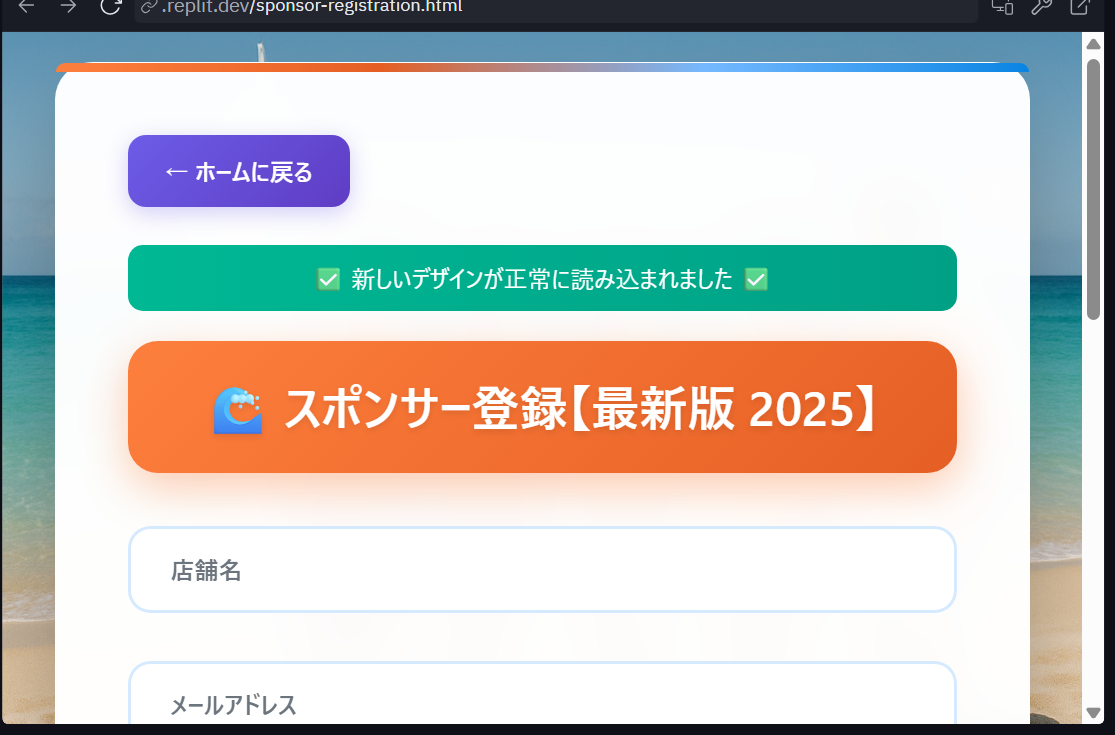 .replit.dev/sponsor-registration.html
← ホームに戻る
✅ 新しいデザインが正常に読み込まれました ✅
🌊 スポンサー登録【最新版 2025】
店舗名
メールアドレス